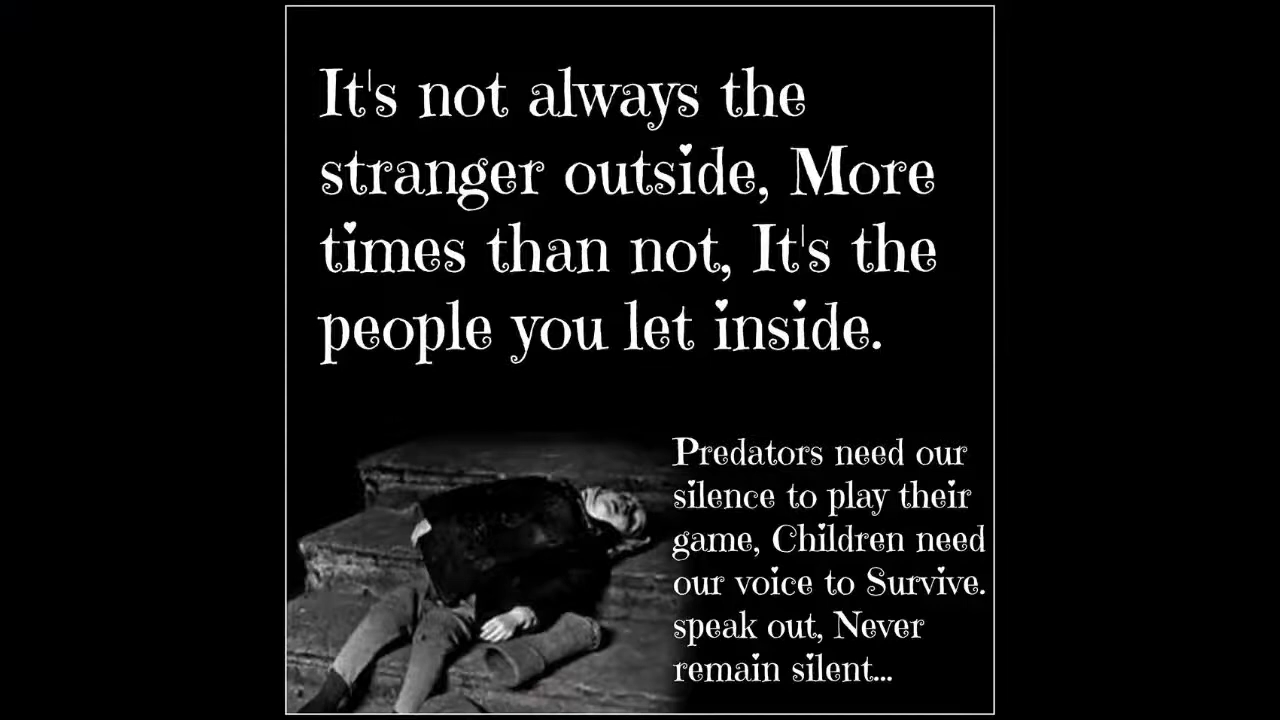 It's not always the
stranger outside, More
times than not, It's the
people you let inside.
Predators need our
silence to play their
game, Children need
our voice to Survive.
speak out, Never
remain silent...